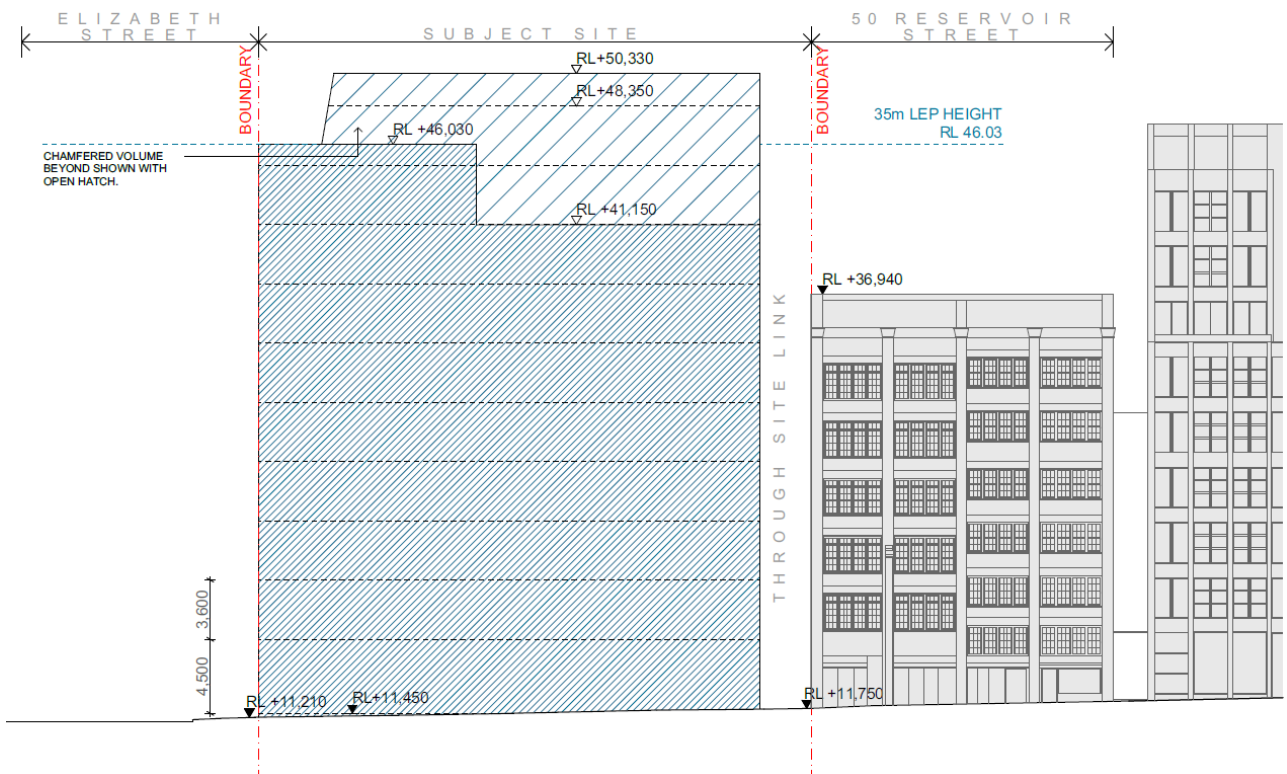 ELIZABETH
STREET
SUBJECT SITE
50 RESERVOIR
STREET
BOUNDARY
BOUNDARY
RL+50,330
RL+48,350
35m LEP HEIGHT
RL 46.03
RL +46,030
CHAMFERED VOLUME
BEYOND SHOWN WITH
OPEN HATCH.
RL +41,150
RL +36,940
THROUGH SITE LINK
3,600
4,500
RL +11,210
RL+11,450
RL +11,750